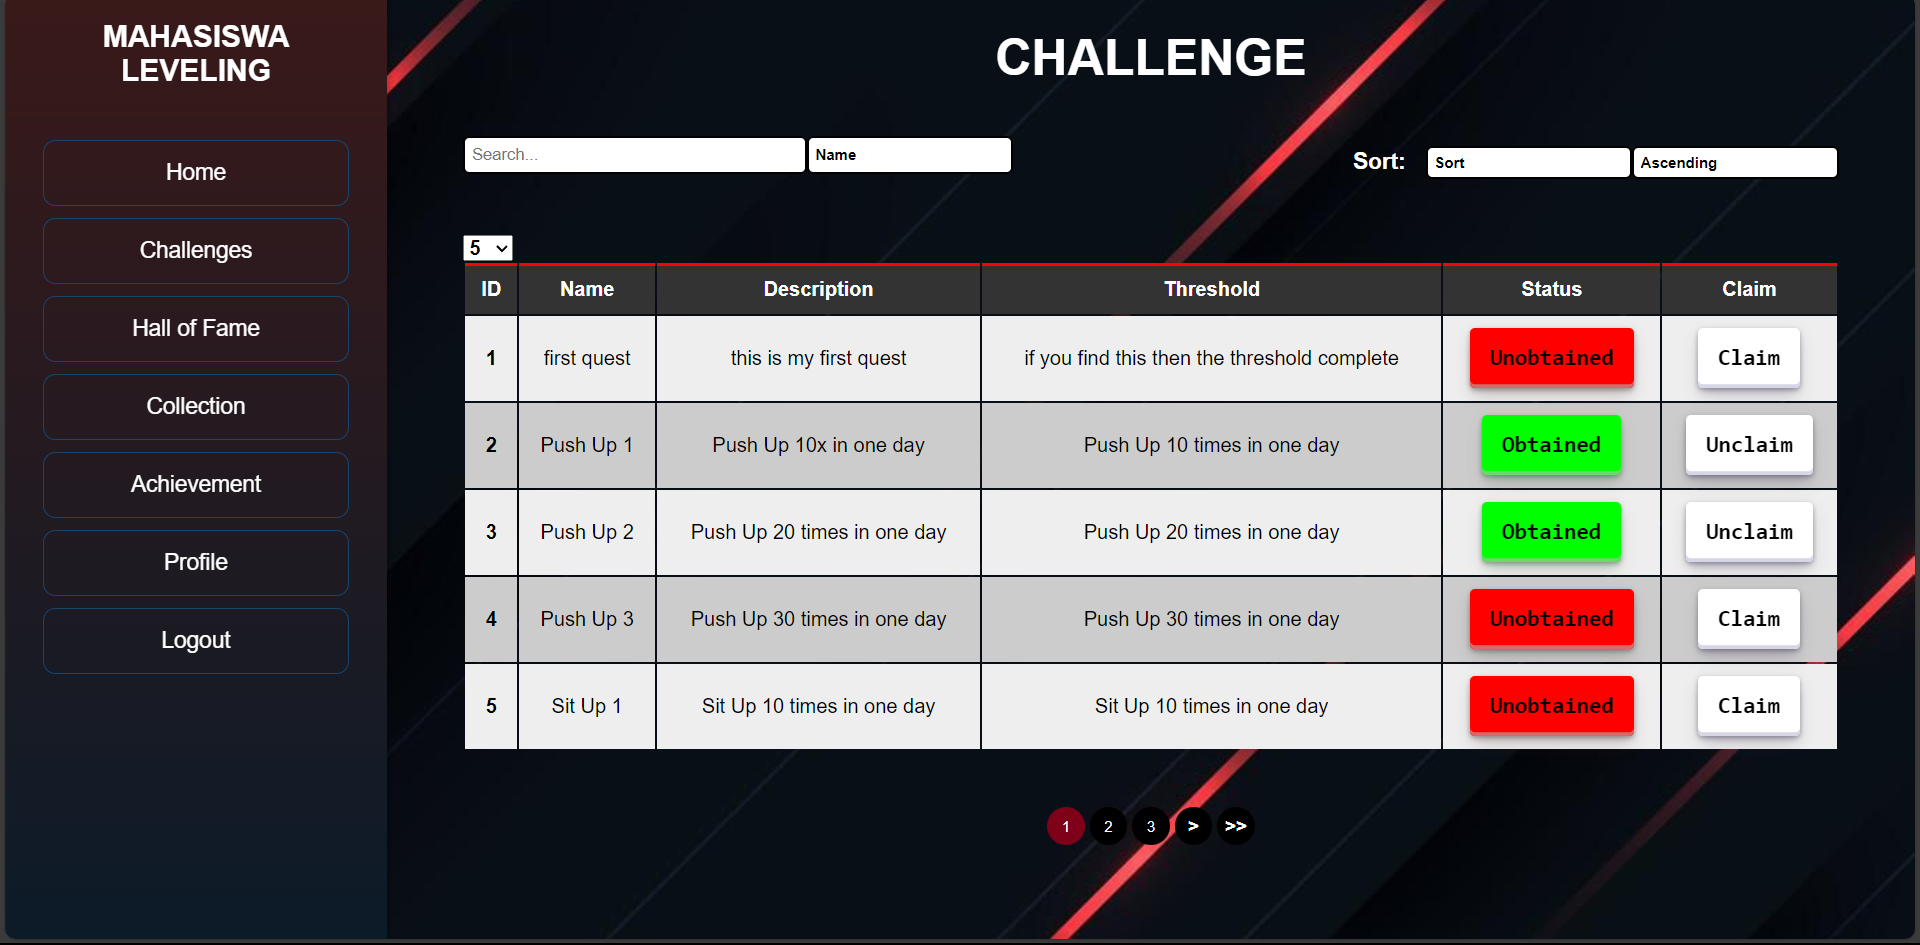 MAHASISWA
LEVELING
Home
Challenges
Hall of Fame
Collection
Achievement
Profile
Logout
CHALLENGE
Search... Name Sort: Sort Ascending
5
ID Name Description Threshold Status Claim
1 first quest this is my first quest if you find this then the threshold complete Unobtained Claim
2 Push Up 1 Push Up 10x in one day Push Up 10 times in one day Obtained Unclaim
3 Push Up 2 Push Up 20 times in one day Push Up 20 times in one day Obtained Unclaim
4 Push Up 3 Push Up 30 times in one day Push Up 30 times in one day Unobtained Claim
5 Sit Up 1 Sit Up 10 times in one day Sit Up 10 times in one day Unobtained Claim
1 2 3 > >>